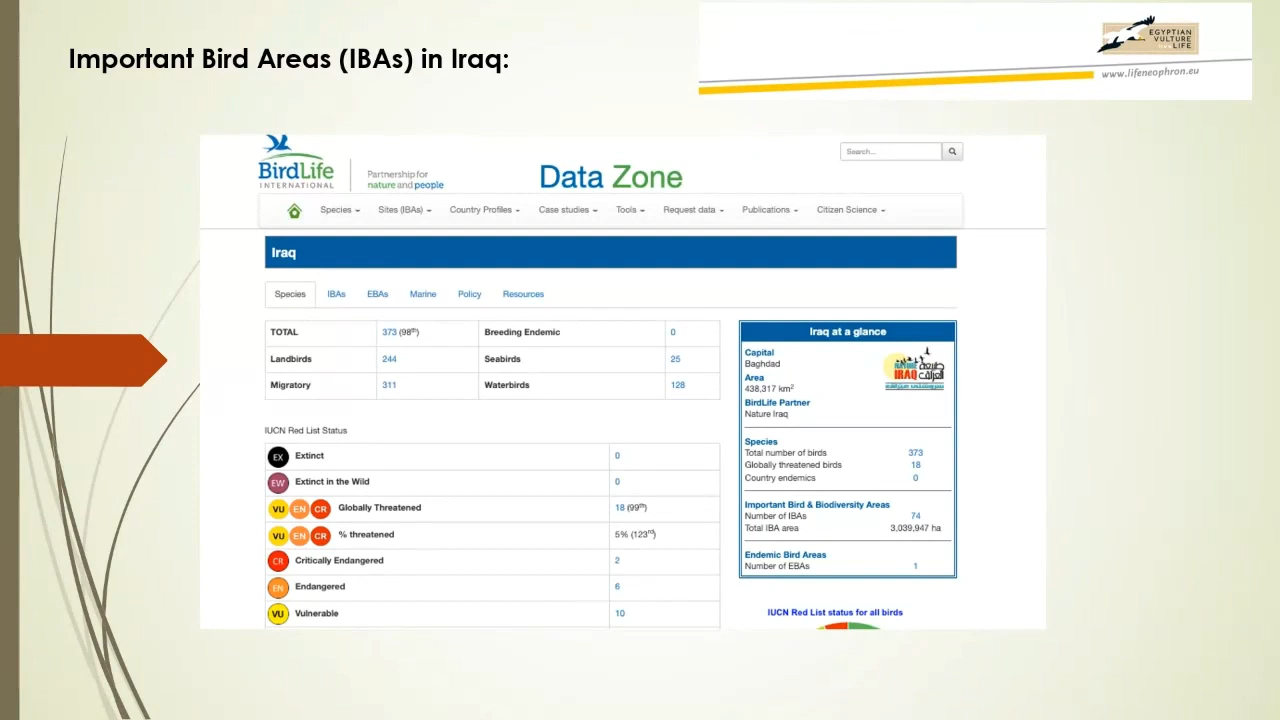 Important Bird Areas (IBAs) in Iraq:
EGYPTIAN
VULTURE
LIFE
www.lifeneophron.eu
BirdLife
INTERNATIONAL
Partnership for
nature and people
Data Zone
Search...
Species
Sites (IBAs)
Country Profiles
Case studies
Tools
Request data
Publications
Citizen Science
Iraq
Species IBAs EBAs Marine Policy Resources
TOTAL 373 (98th) Breeding Endemic 0
Landbirds 244 Seabirds 25
Migratory 311 Waterbirds 128
IUCN Red List Status
EX Extinct 0
EW Extinct in the Wild 0
VU EN CR Globally Threatened 18 (99th)
VU EN CR % threatened 5% (123rd)
CR Critically Endangered 2
EN Endangered 6
VU Vulnerable 10
Iraq at a glance
Capital
Baghdad
Area
438,317 km2
BirdLife Partner
Nature Iraq
IRAQ
Species
Total number of birds 373
Globally threatened birds 18
Country endemics 0
Important Bird & Biodiversity Areas
Number of IBAs 74
Total IBA area 3,039,947 ha
Endemic Bird Areas
Number of EBAs 1
IUCN Red List status for all birds